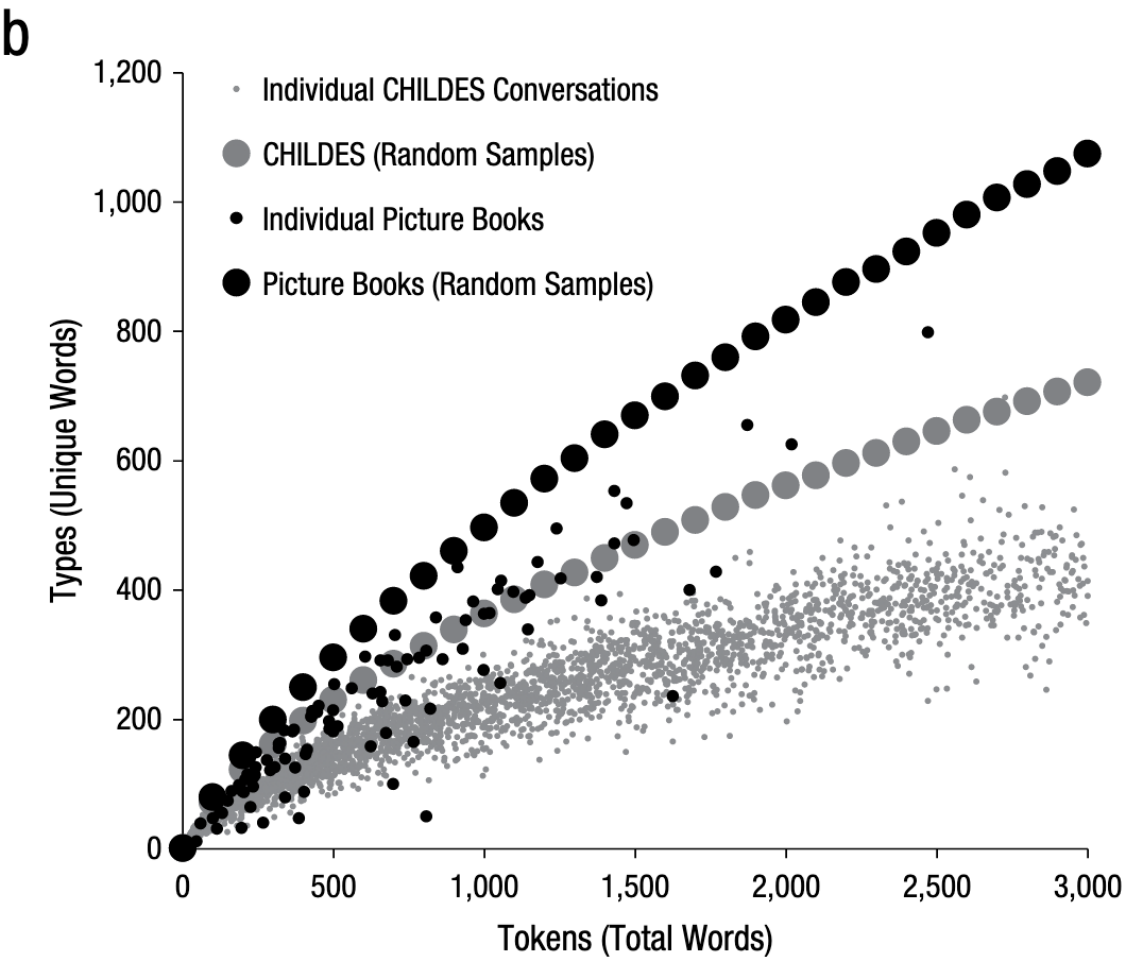 b
1,200
1,000
800
600
400
200
0
Types (Unique Words)
Individual CHILDES Conversations
CHILDES (Random Samples)
Individual Picture Books
Picture Books (Random Samples)
0 500 1,000 1,500 2,000 2,500 3,000
Tokens (Total Words)